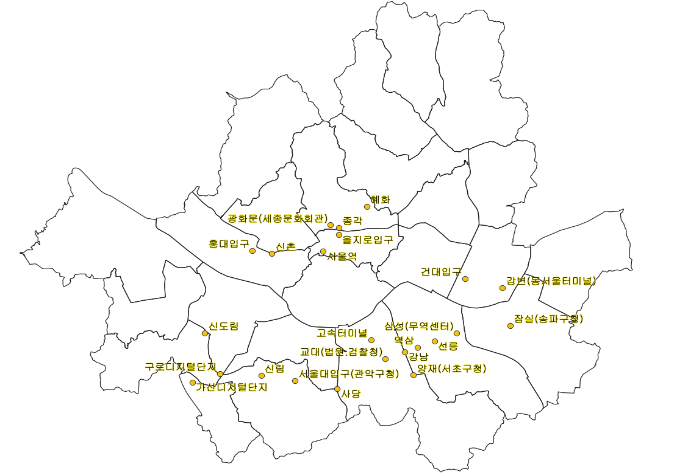 혜화
광화문(세종문화회관)
종각
을지로입구
홍대입구
신촌
서울역
건대입구
강변(동서울터미널)
신도림
고속터미널
삼성(무역센터)
잠실(송파구청)
역삼
선릉
교대(법원.검찰청)
강남
구로디지털단지
신림
서울대입구(관악구청)
양재(서초구청)
가산디지털단지
사당